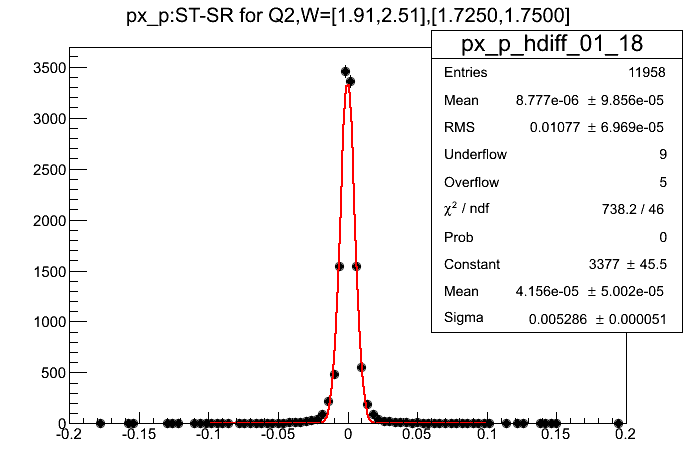 px_p:ST-SR for Q2,W=[1.91,2.51],[1.7250,1.7500]
px_p_hdiff_01_18
Entries 11958
Mean 8.777e-06 ± 9.856e-05
RMS 0.01077 ± 6.969e-05
Underflow 9
Overflow 5
χ² / ndf 738.2 / 46
Prob 0
Constant 3377 ± 45.5
Mean 4.156e-05 ± 5.002e-05
Sigma 0.005286 ± 0.000051
3500
3000
2500
2000
1500
1000
500
0
-0.2 -0.15 -0.1 -0.05 0 0.05 0.1 0.15 0.2